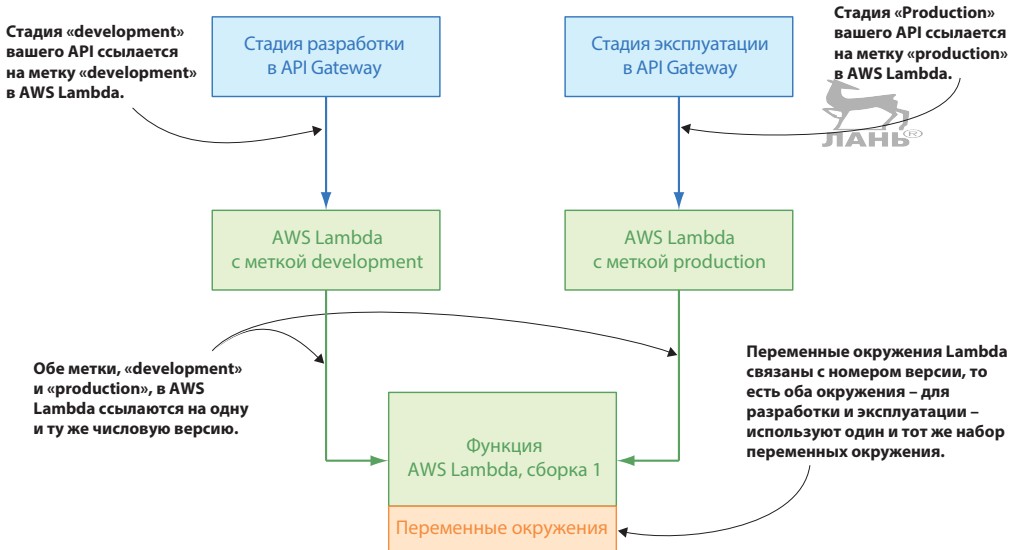 Стадия «development»
вашего API ссылается
на метку «development»
в AWS Lambda.
Стадия разработки
в API Gateway
Стадия эксплуатации
в API Gateway
Стадия «Production»
вашего API ссылается
на метку «production»
в AWS Lambda.
ЛАНЬ®
AWS Lambda
с меткой development
AWS Lambda
с меткой production
Обе метки, «development»
и «production», в AWS
Lambda ссылаются на одну
и ту же числовую версию.
Переменные окружения Lambda
связаны с номером версии, то
есть оба окружения – для
разработки и эксплуатации –
используют один и тот же набор
переменных окружения.
Функция
AWS Lambda, сборка 1
Переменные окружения